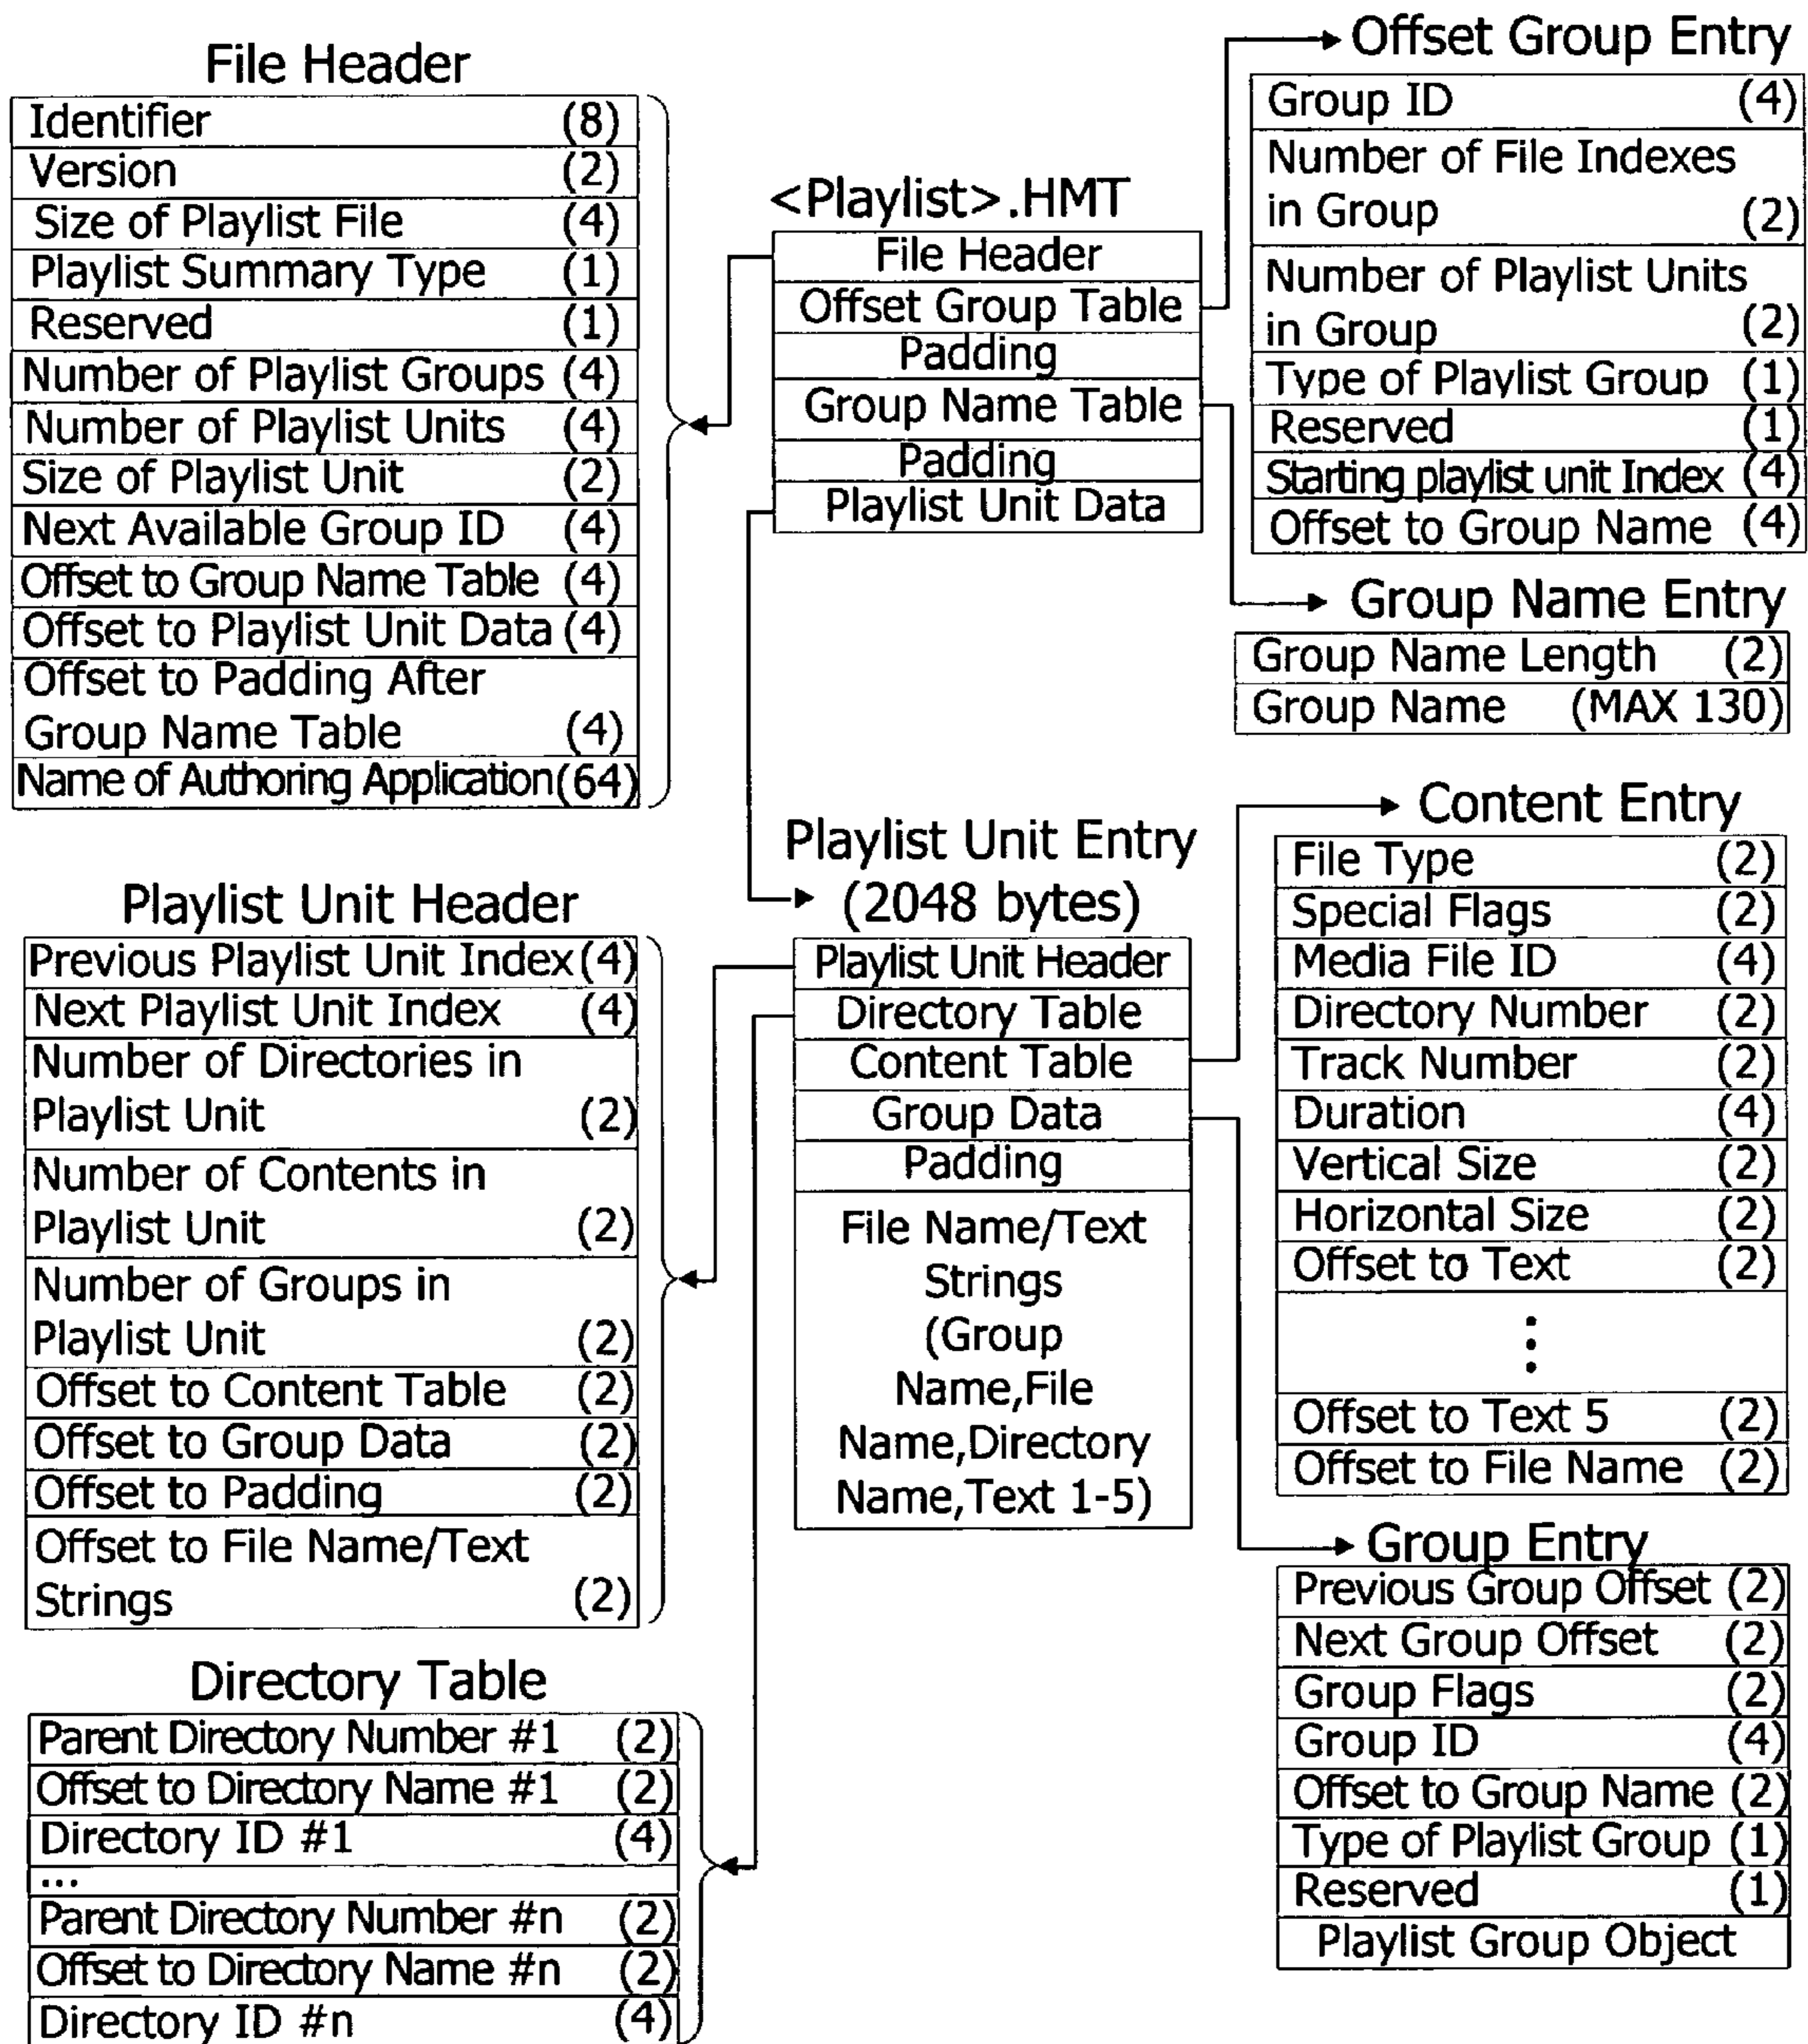 File Header
Identifier (8)
Version (2)
Size of Playlist File (4)
Playlist Summary Type (1)
Reserved (1)
Number of Playlist Groups (4)
Number of Playlist Units (4)
Size of Playlist Unit (2)
Next Available Group ID (4)
Offset to Group Name Table (4)
Offset to Playlist Unit Data (4)
Offset to Padding After
Group Name Table (4)
Name of Authoring Application (64)
<Playlist>.HMT
File Header
Offset Group Table
Padding
Group Name Table
Padding
Playlist Unit Data
Offset Group Entry
Group ID (4)
Number of File Indexes
in Group (2)
Number of Playlist Units
in Group (2)
Type of Playlist Group (1)
Reserved (1)
Starting playlist unit Index (4)
Offset to Group Name (4)
Group Name Entry
Group Name Length (2)
Group Name (MAX 130)
Playlist Unit Header
Previous Playlist Unit Index (4)
Next Playlist Unit Index (4)
Number of Directories in
Playlist Unit (2)
Number of Contents in
Playlist Unit (2)
Number of Groups in
Playlist Unit (2)
Offset to Content Table (2)
Offset to Group Data (2)
Offset to Padding (2)
Offset to File Name/Text
Strings (2)
Playlist Unit Entry
(2048 bytes)
Playlist Unit Header
Directory Table
Content Table
Group Data
Padding
File Name/Text
Strings
(Group
Name,File
Name,Directory
Name,Text 1-5)
Content Entry
File Type (2)
Special Flags (2)
Media File ID (4)
Directory Number (2)
Track Number (2)
Duration (4)
Vertical Size (2)
Horizontal Size (2)
Offset to Text (2)
⋮
Offset to Text 5 (2)
Offset to File Name (2)
Group Entry
Previous Group Offset (2)
Next Group Offset (2)
Group Flags (2)
Group ID (4)
Offset to Group Name (2)
Type of Playlist Group (1)
Reserved (1)
Playlist Group Object
Directory Table
Parent Directory Number #1 (2)
Offset to Directory Name #1 (2)
Directory ID #1 (4)
...
Parent Directory Number #n (2)
Offset to Directory Name #n (2)
Directory ID #n (4)